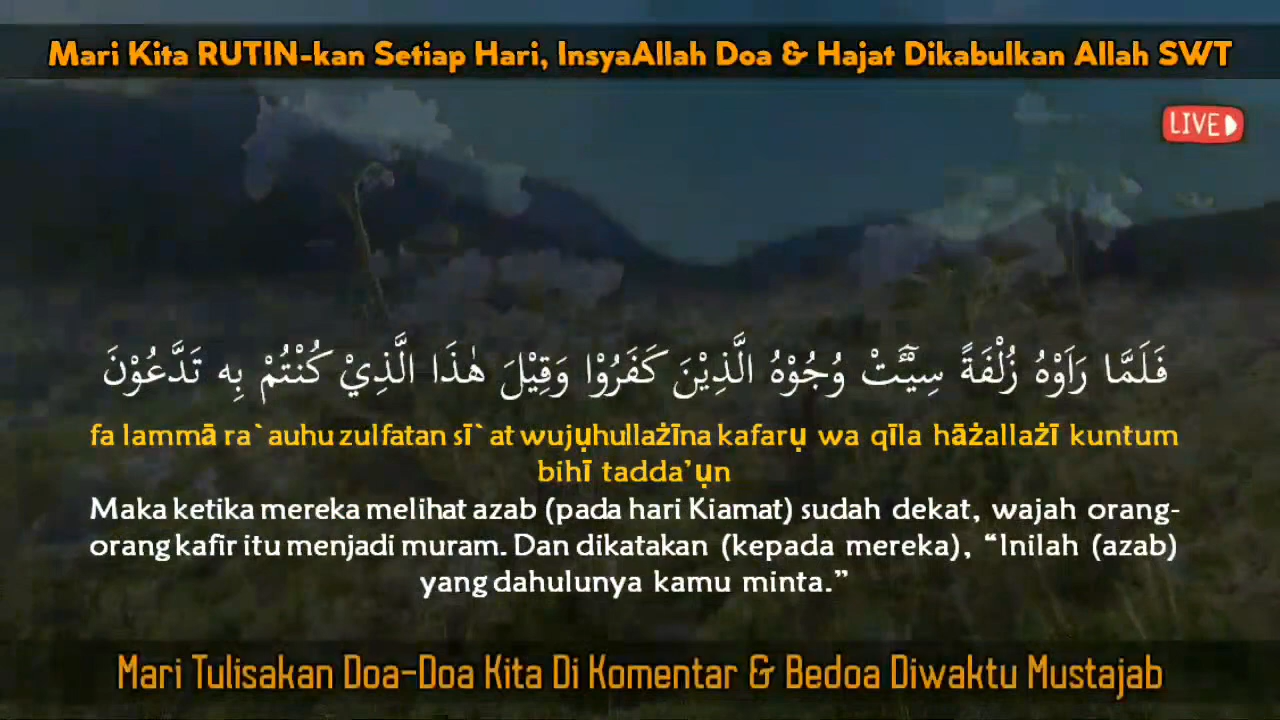 Mari Kita RUTIN-kan Setiap Hari, InsyaAllah Doa & Hajat Dikabulkan Allah SWT
LIVE
فَلَمَّا رَاَوْهُ زُلْفَةً سِيْۤـَٔتْ وُجُوْهُ الَّذِيْنَ كَفَرُوْا وَقِيْلَ هٰذَا الَّذِيْ كُنْتُمْ بِه تَدَّعُوْنَ
fa lammā ra`auhu zulfatan sī`at wujụhullażīna kafarụ wa qīla hāżallażī kuntum
bihī tadda’ụn
Maka ketika mereka melihat azab (pada hari Kiamat) sudah dekat, wajah orang-
orang kafir itu menjadi muram. Dan dikatakan (kepada mereka), “Inilah (azab)
yang dahulunya kamu minta.”
Mari Tulisakan Doa-Doa Kita Di Komentar & Bedoa Diwaktu Mustajab